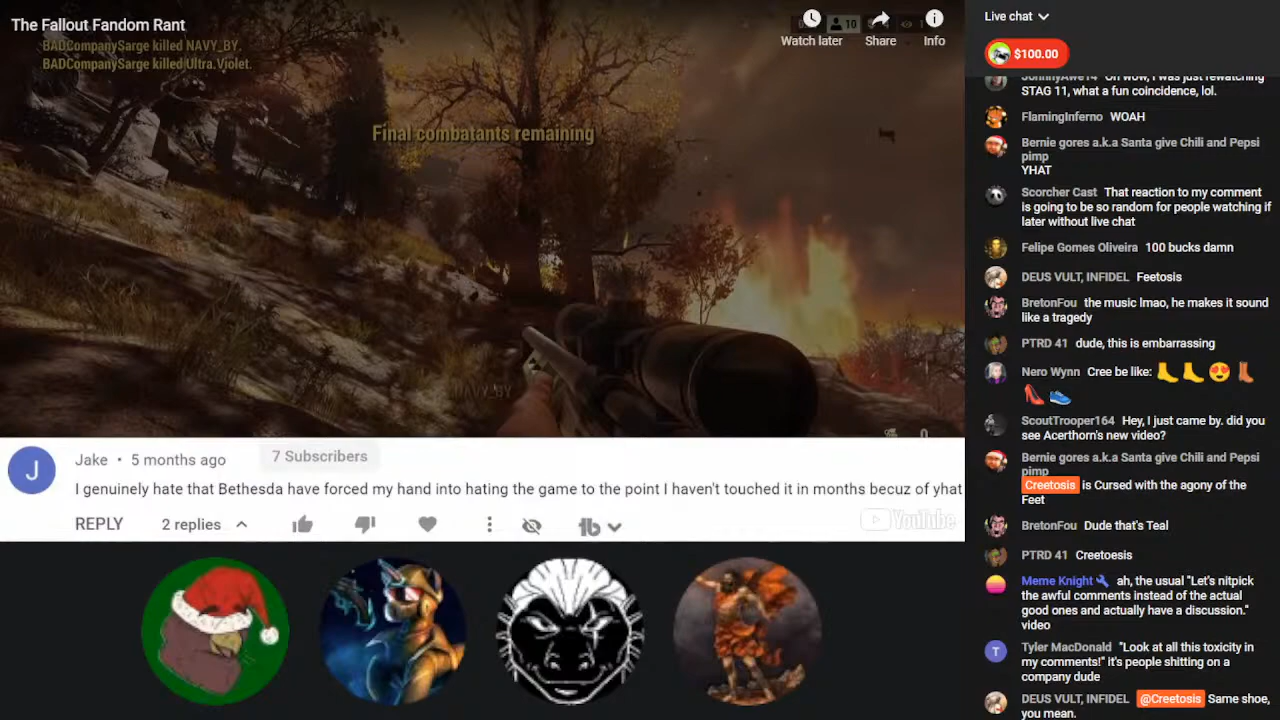 The Fallout Fandom Rant
BADCompanySarge killed NAVY_BY.
BADCompanySarge killed Ultra.Violet.
10
Watch later
Share
Info
Final combatants remaining
NAVY_BY
0
Jake • 5 months ago
7 Subscribers
I genuinely hate that Bethesda have forced my hand into hating the game to the point I haven't touched it in months becuz of yhat
REPLY
2 replies
tb
YouTube
J
Live chat
$100.00
JohnnyAwe14 Oh wow, I was just rewatching
STAG 11, what a fun coincidence, lol.
FlamingInferno WOAH
Bernie gores a.k.a Santa give Chili and Pepsi
pimp
YHAT
Scorcher Cast That reaction to my comment
is going to be so random for people watching if
later without live chat
Felipe Gomes Oliveira 100 bucks damn
DEUS VULT, INFIDEL Feetosis
BretonFou the music lmao, he makes it sound
like a tragedy
PTRD 41 dude, this is embarrassing
Nero Wynn Cree be like: 🦶🦶😍👢
👠👟
ScoutTrooper164 Hey, I just came by. did you
see Acerthorn's new video?
Bernie gores a.k.a Santa give Chili and Pepsi
pimp
Creetosis is Cursed with the agony of the
Feet
BretonFou Dude that's Teal
PTRD 41 Creetoesis
Meme Knight ah, the usual "Let's nitpick
the awful comments instead of the actual
good ones and actually have a discussion."
video
T
Tyler MacDonald "Look at all this toxicity in
my comments!" it's people shitting on a
company dude
DEUS VULT, INFIDEL @Creetosis Same shoe,
you mean.